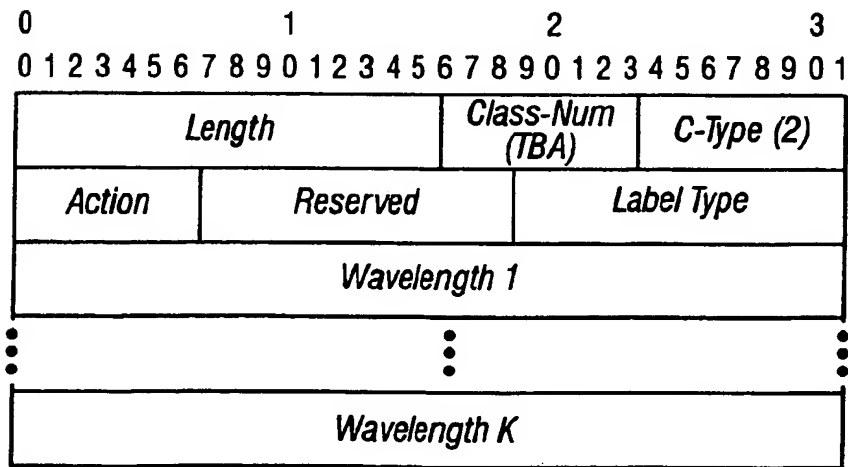 0 1 2 3
0 1 2 3 4 5 6 7 8 9 0 1 2 3 4 5 6 7 8 9 0 1 2 3 4 5 6 7 8 9 0 1
Length Class-Num (TBA) C-Type (2)
Action Reserved Label Type
Wavelength 1
Wavelength K